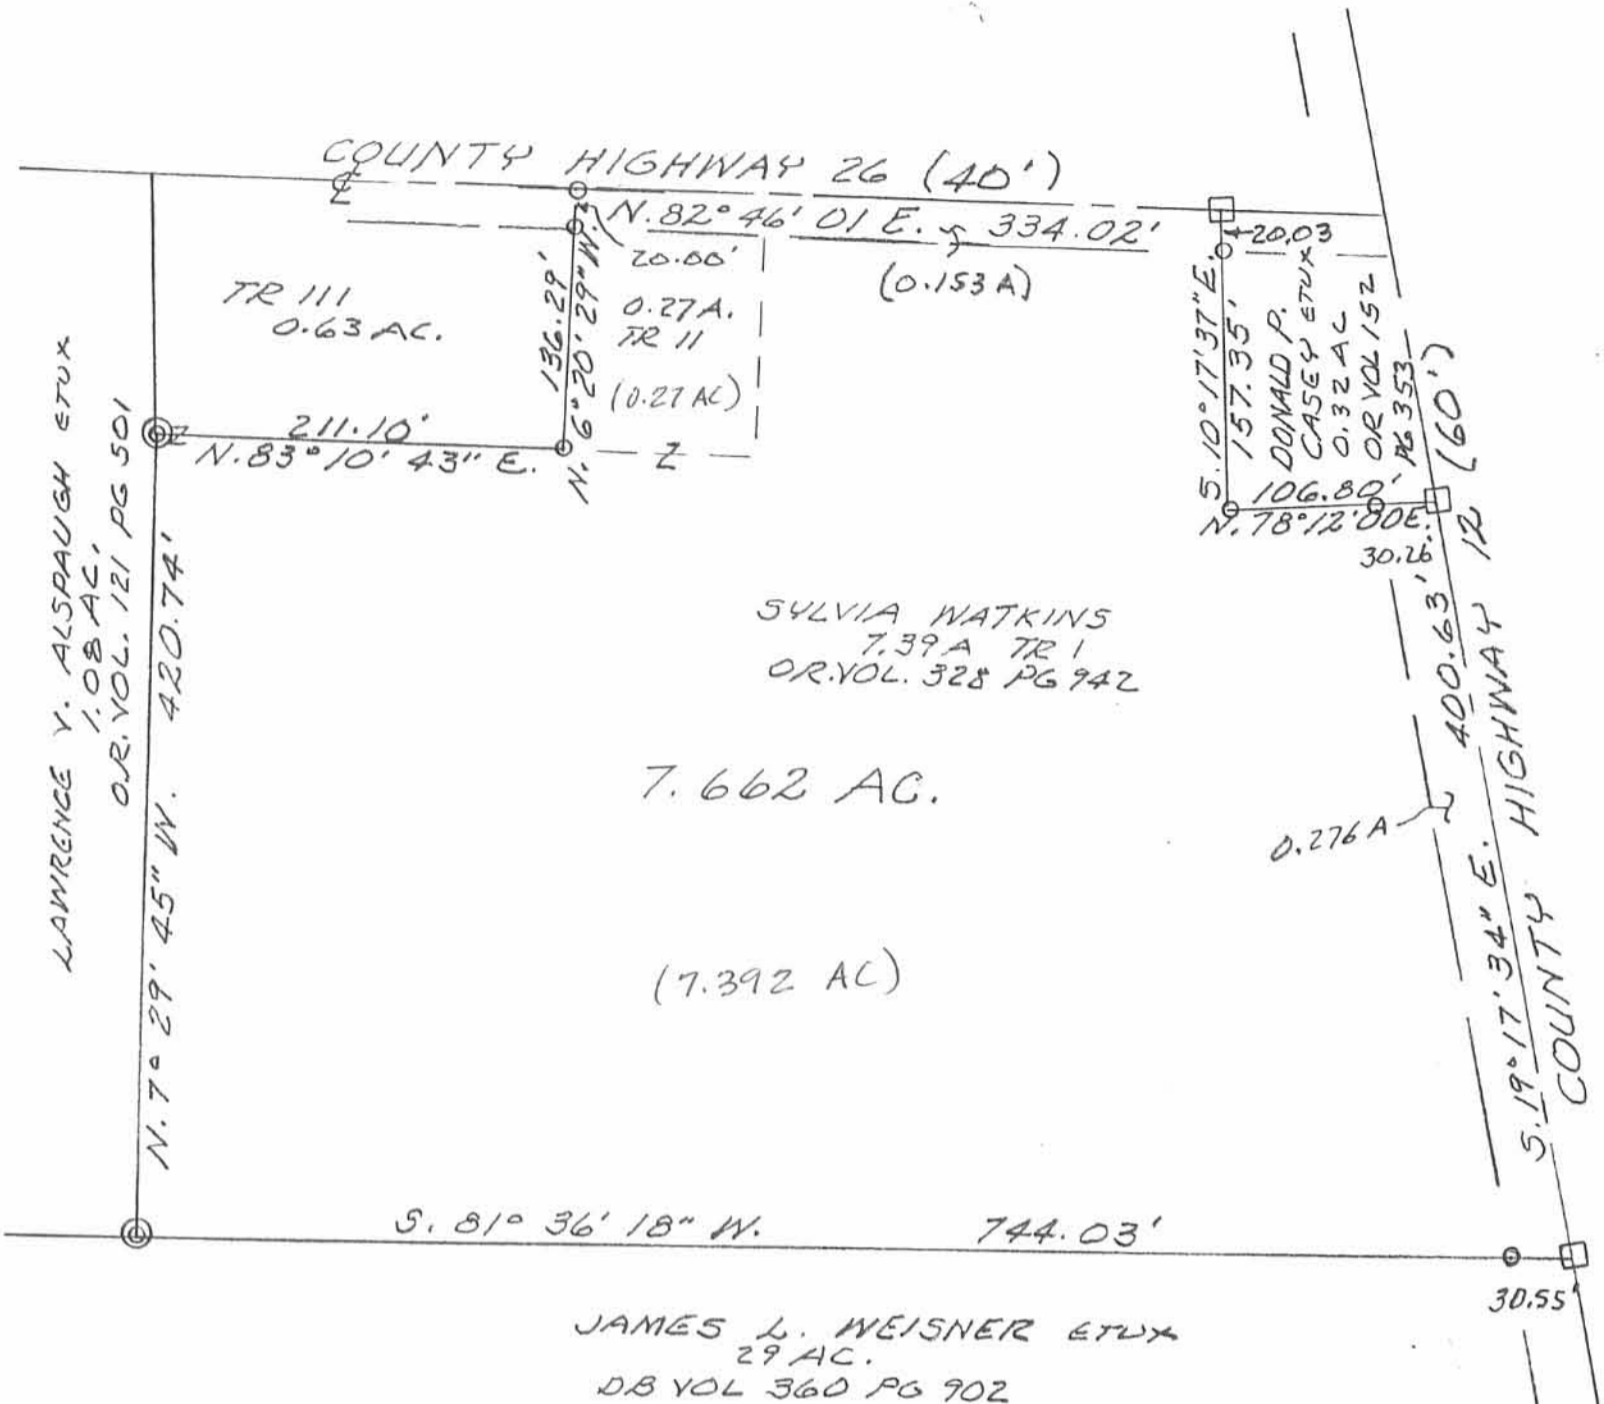 COUNTY HIGHWAY 26 (40')
N. 82° 46' 01 E. 334.02'
20.00'
20.03
(0.153 A)
TR 111
0.63 AC.
136.29'
N. 6° 20' 29" W.
0.27 A.
TR 11
(0.27 AC)
211.10'
N. 83° 10' 43" E.
S. 10° 17' 37" E.
157.35'
DONALD P.
CASEY ETUX
0.32 AC
OR VOL 152
PG 353
106.80'
N. 78° 12' 00 E.
30.26
LAWRENCE V. ALSPAUGH ETUX
1.08 AC.
O.R. VOL. 121 PG 501
N. 7° 29' 45" W. 420.74'
SYLVIA WATKINS
7.39 A TR 1
OR. VOL. 328 PG 942
7.662 AC.
(7.392 AC)
0.276 A
S. 19° 17' 34" E. 400.63'
COUNTY HIGHWAY 12 (60')
S. 81° 36' 18" W. 744.03'
30.55'
JAMES L. WEISNER ETUX
29 AC.
DB VOL 360 PG 902